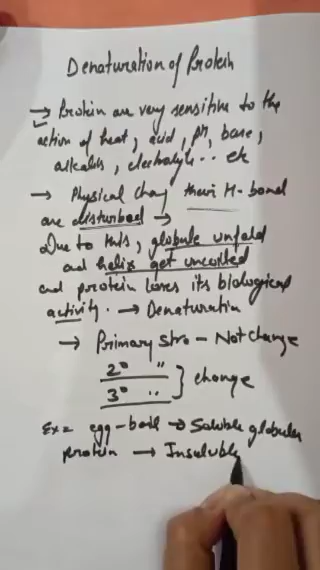 Denaturation of Protein
→ Protein are very sensitive to the
action of heat, acid, pH, base,
alkalis, electrolyte.. etc
→ Physical chang their H-bond
are disturbed →
Due to this, globule unfold
and helix get uncoiled
and protein loses its biological
activity. → Denaturation
→ Primary stru - Not change
2° "
3° " } change
Ex = egg-boil → Soluble globular
protein → Insoluble